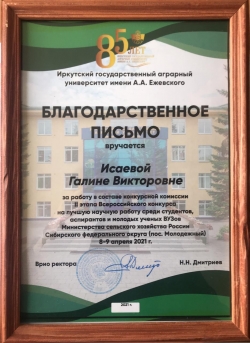 85 ЛЕТ
Иркутский государственный аграрный
университет имени А.А. Ежевского
БЛАГОДАРСТВЕННОЕ
ПИСЬМО
вручается
Исаевой
Галине Викторовне
за работу в составе конкурсной комиссии
II этапа Всероссийского конкурса
на лучшую научную работу среди студентов,
аспирантов и молодых ученых ВУЗов
Министерства сельского хозяйства России
Сибирского федерального округа (пос. Молодежный)
8-9 апреля 2021 г.
Врио ректора
Н.Н. Дмитриев
2021 г.